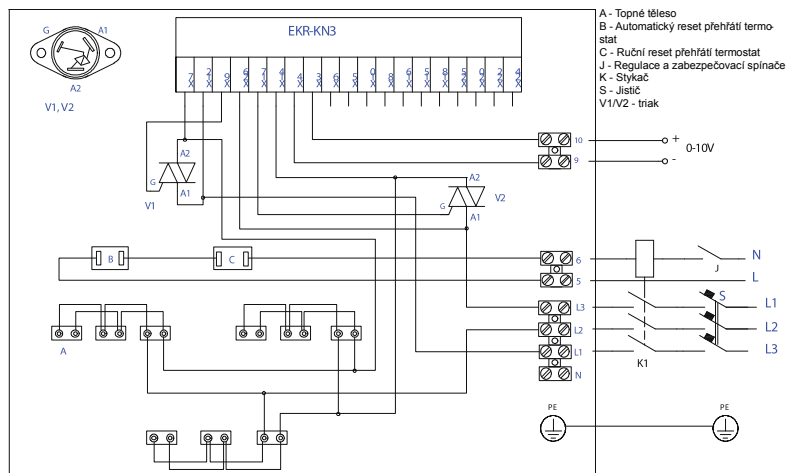 EKR-KN3
G
A1
A2
V1, V2
A2
G
A1
V1
A2
G
A1
V2
10
9
+
0-10V
-
B
C
6
5
J
N
L
A
L3
L2
L1
N
S
L1
L2
L3
K1
PE
PE
A - Topné těleso
B - Automatický reset přehřátí termo-
stat
C - Ruční reset přehřátí termostat
J - Regulace a zabezpečovací spínače
K - Stykač
S - Jistič
V1/V2 - triak